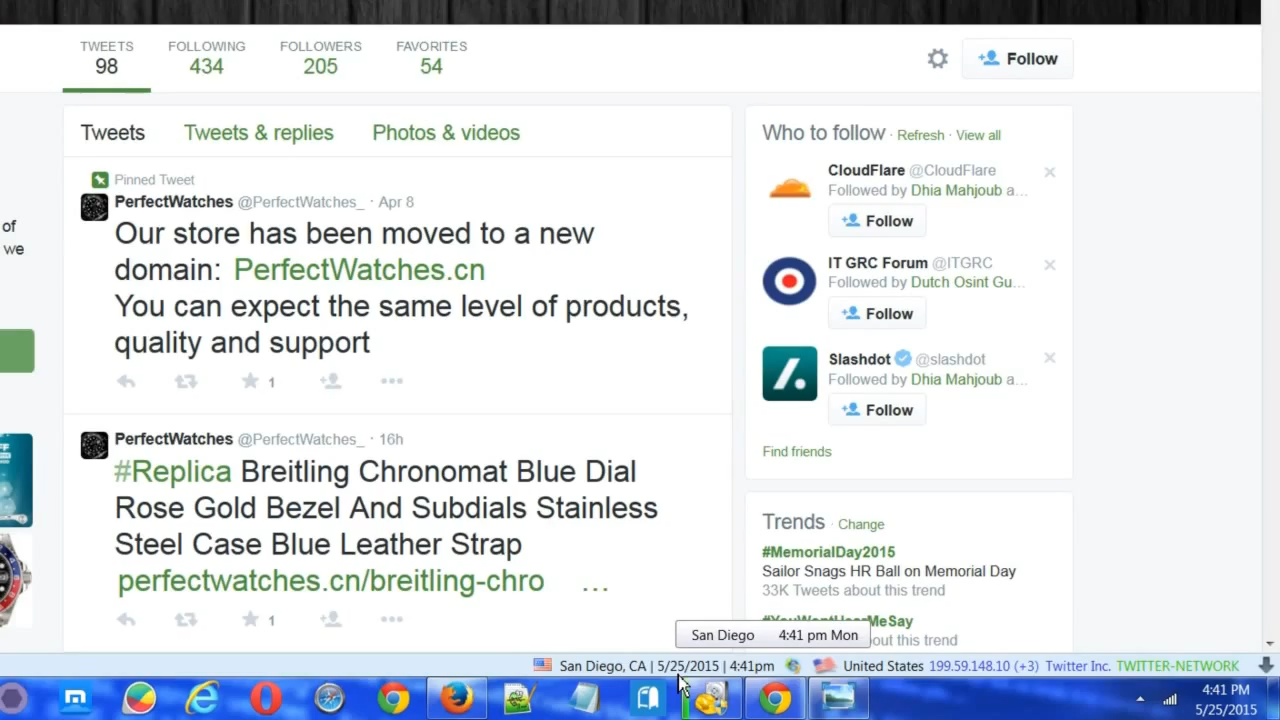 TWEETS FOLLOWING FOLLOWERS FAVORITES
98 434 205 54
Follow
Tweets Tweets & replies Photos & videos
Pinned Tweet
PerfectWatches @PerfectWatches_ · Apr 8
Our store has been moved to a new
domain: PerfectWatches.cn
You can expect the same level of products,
quality and support
1
PerfectWatches @PerfectWatches_ · 16h
#Replica Breitling Chronomat Blue Dial
Rose Gold Bezel And Subdials Stainless
Steel Case Blue Leather Strap
perfectwatches.cn/breitling-chro ...
1
of
we
Who to follow · Refresh · View all
CloudFlare @CloudFlare
Followed by Dhia Mahjoub a...
Follow
IT GRC Forum @ITGRC
Followed by Dutch Osint Gu...
Follow
Slashdot @slashdot
Followed by Dhia Mahjoub a...
Follow
Find friends
Trends · Change
#MemorialDay2015
Sailor Snags HR Ball on Memorial Day
33K Tweets about this trend
out this trend
San Diego 4:41 pm Mon
San Diego, CA | 5/25/2015 | 4:41pm United States 199.59.148.10 (+3) Twitter Inc. TWITTER-NETWORK
4:41 PM
5/25/2015